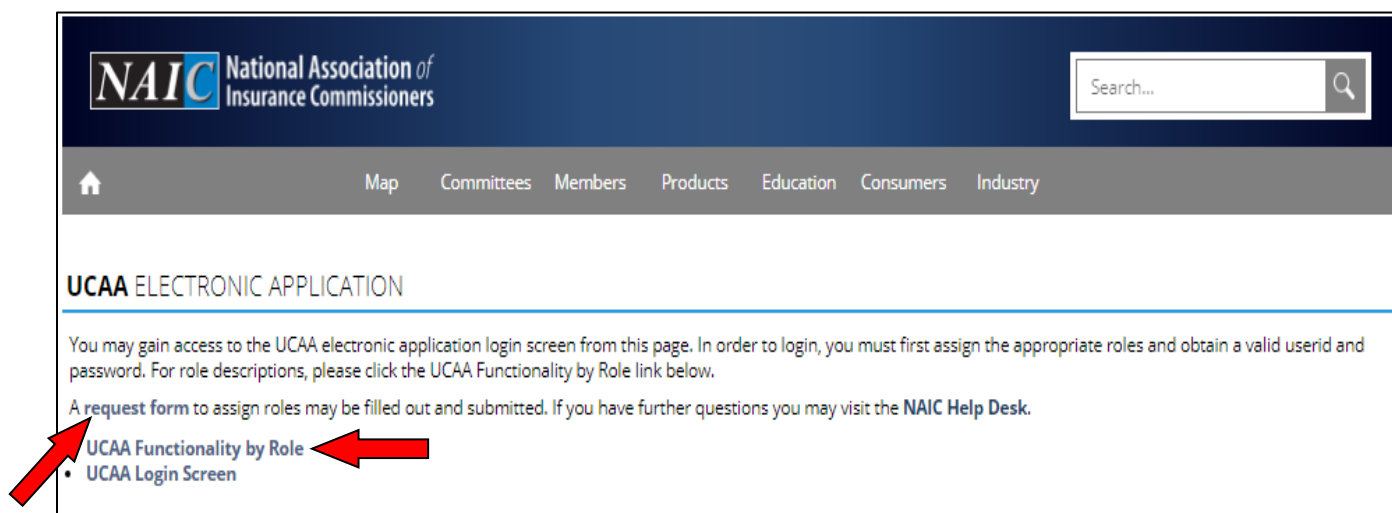 NAIC National Association of
Insurance Commissioners
Search...
Map Committees Members Products Education Consumers Industry
UCAA ELECTRONIC APPLICATION
You may gain access to the UCAA electronic application login screen from this page. In order to login, you must first assign the appropriate roles and obtain a valid userid and
password. For role descriptions, please click the UCAA Functionality by Role link below.
A request form to assign roles may be filled out and submitted. If you have further questions you may visit the NAIC Help Desk.
UCAA Functionality by Role
• UCAA Login Screen